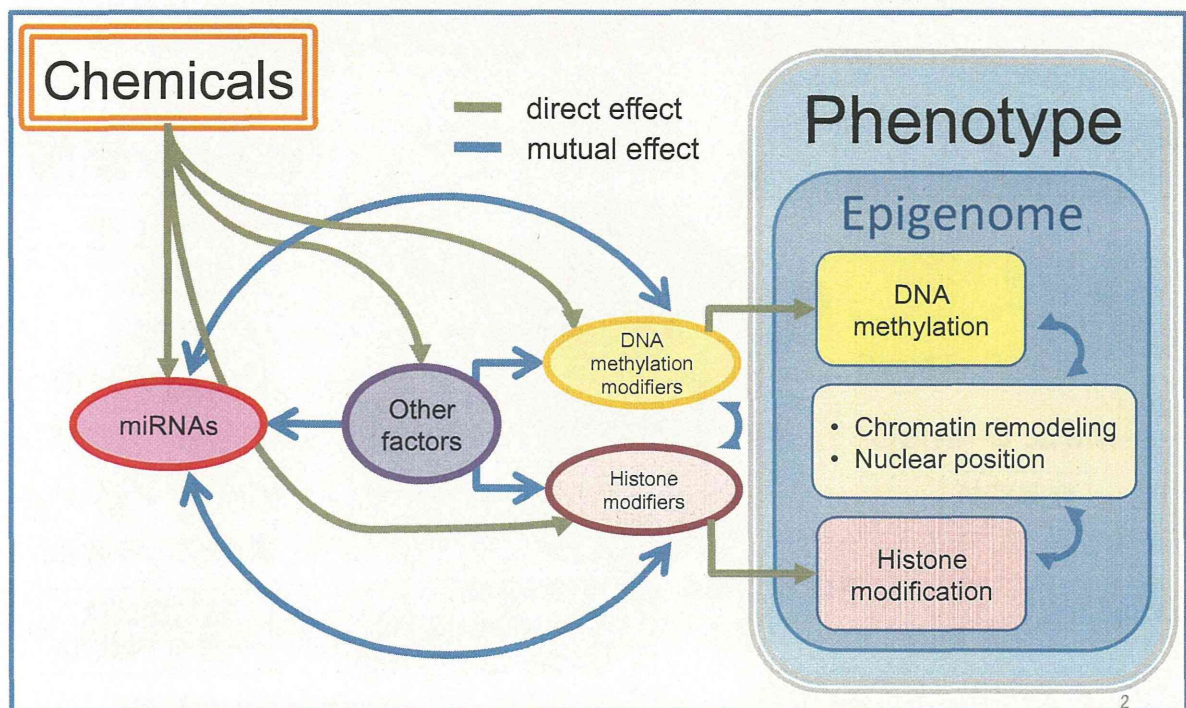 Chemicals
direct effect
mutual effect
Phenotype
Epigenome
DNA
methylation
DNA
methylation
modifiers
miRNAs
Other
factors
• Chromatin remodeling
• Nuclear position
Histone
modifiers
Histone
modification
2